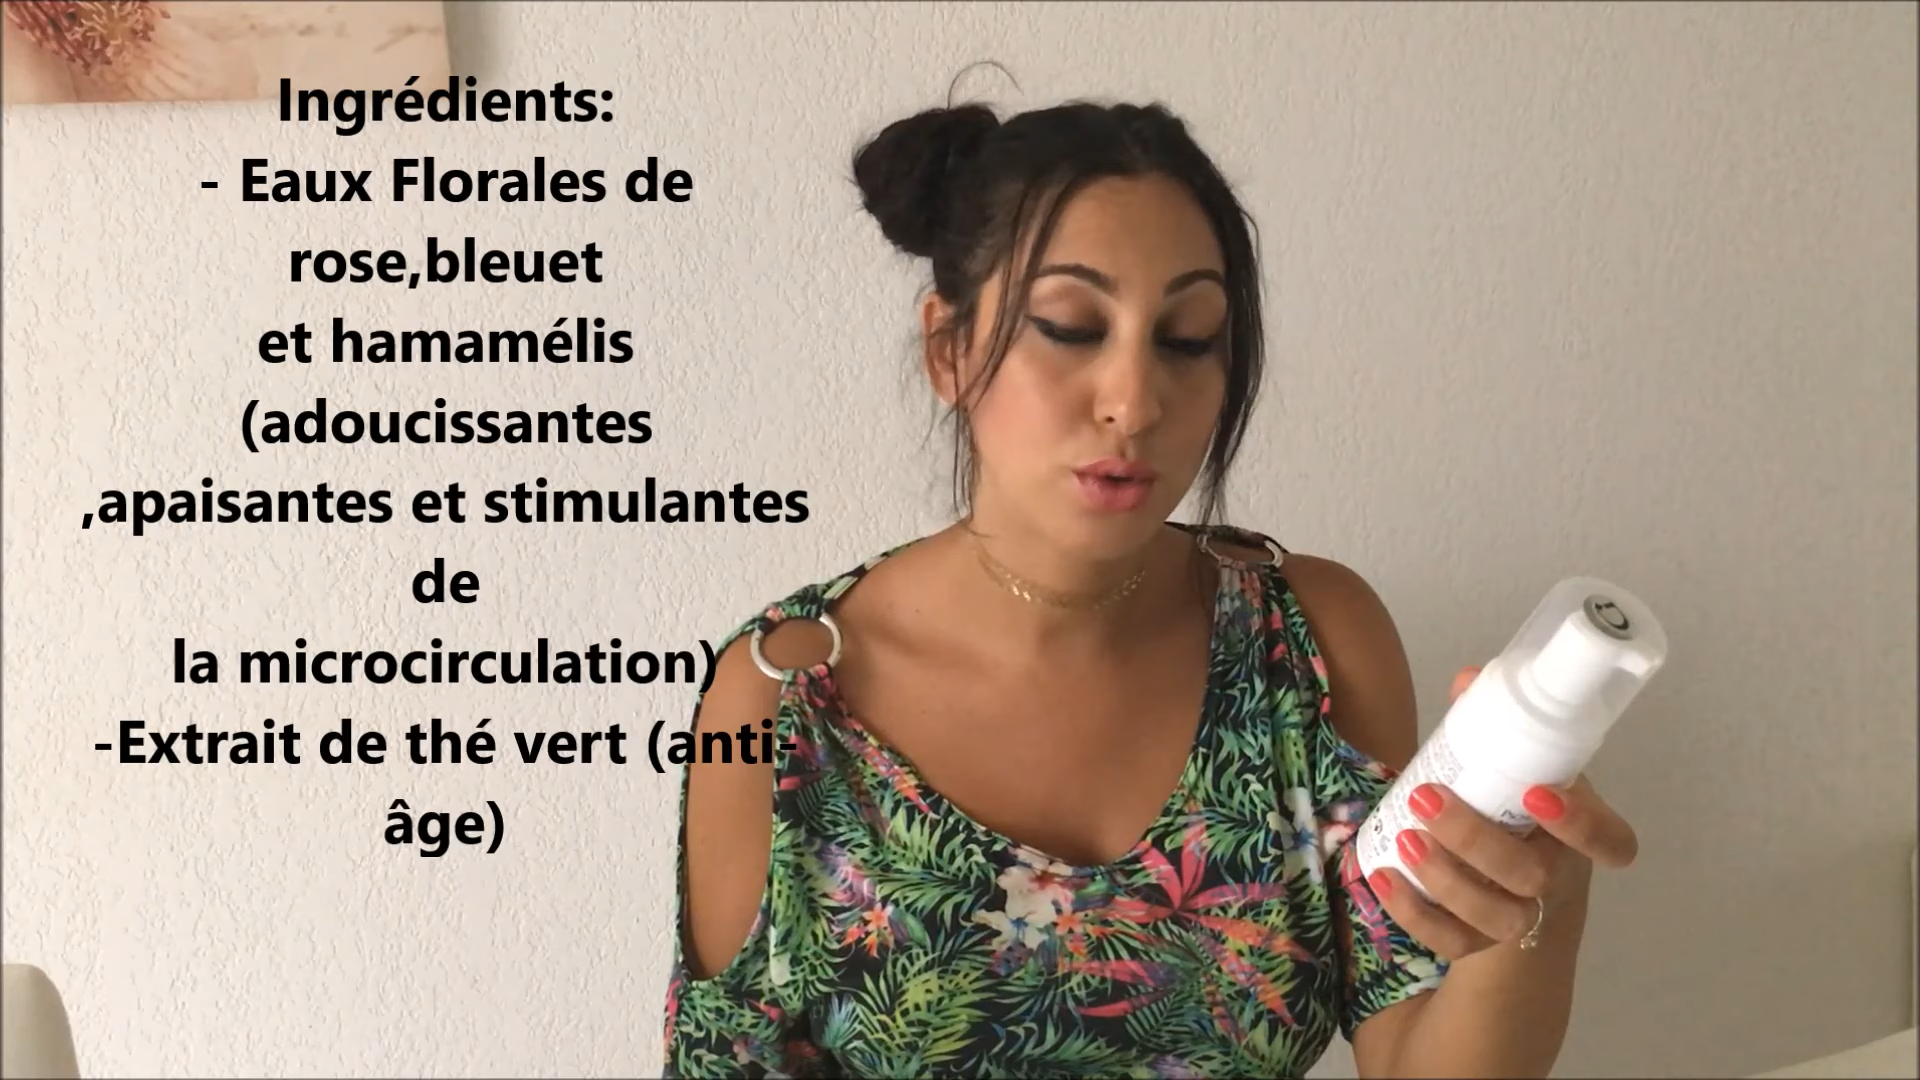 Ingrédients:
- Eaux Florales de
rose,bleuet
et hamamélis
(adoucissantes
,apaisantes et stimulantes
de
la microcirculation)
-Extrait de thé vert (anti-
âge)